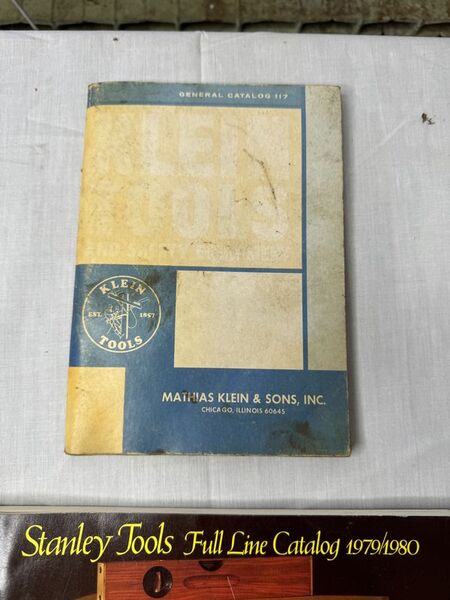 GENERAL CATALOG 117
KLEIN
TOOLS
KLEIN
EST. 1857
TOOLS
MATHIAS KLEIN & SONS, INC.
CHICAGO, ILLINOIS 60645
Stanley Tools Full Line Catalog 1979/1980